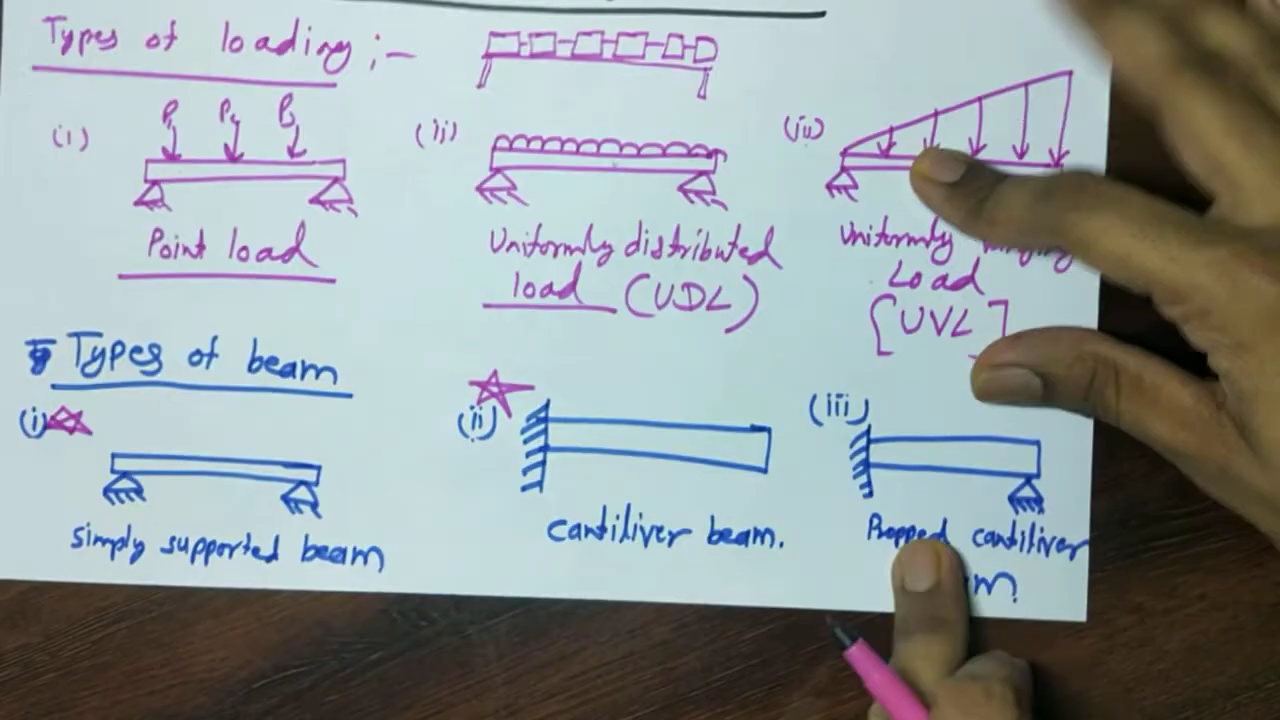 Types of loading :-
(i)
P₁ P₂ P₃
Point load
(ii)
Uniformly distributed
load (UDL)
Uniformly
Load
[UVL]
Types of beam
(i)
simply supported beam
(ii)
cantiliver beam.
(iii)
Propped cantiliver